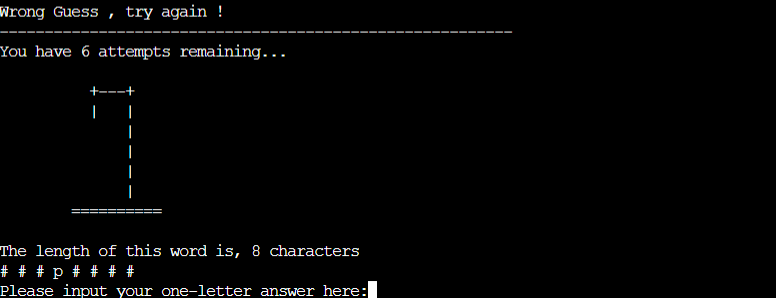 Wrong Guess , try again !
---------------------------------------------------------
You have 6 attempts remaining...
+---+
|   |
|
|
|
|
==========
The length of this word is, 8 characters
# # # p # # # #
Please input your one-letter answer here: